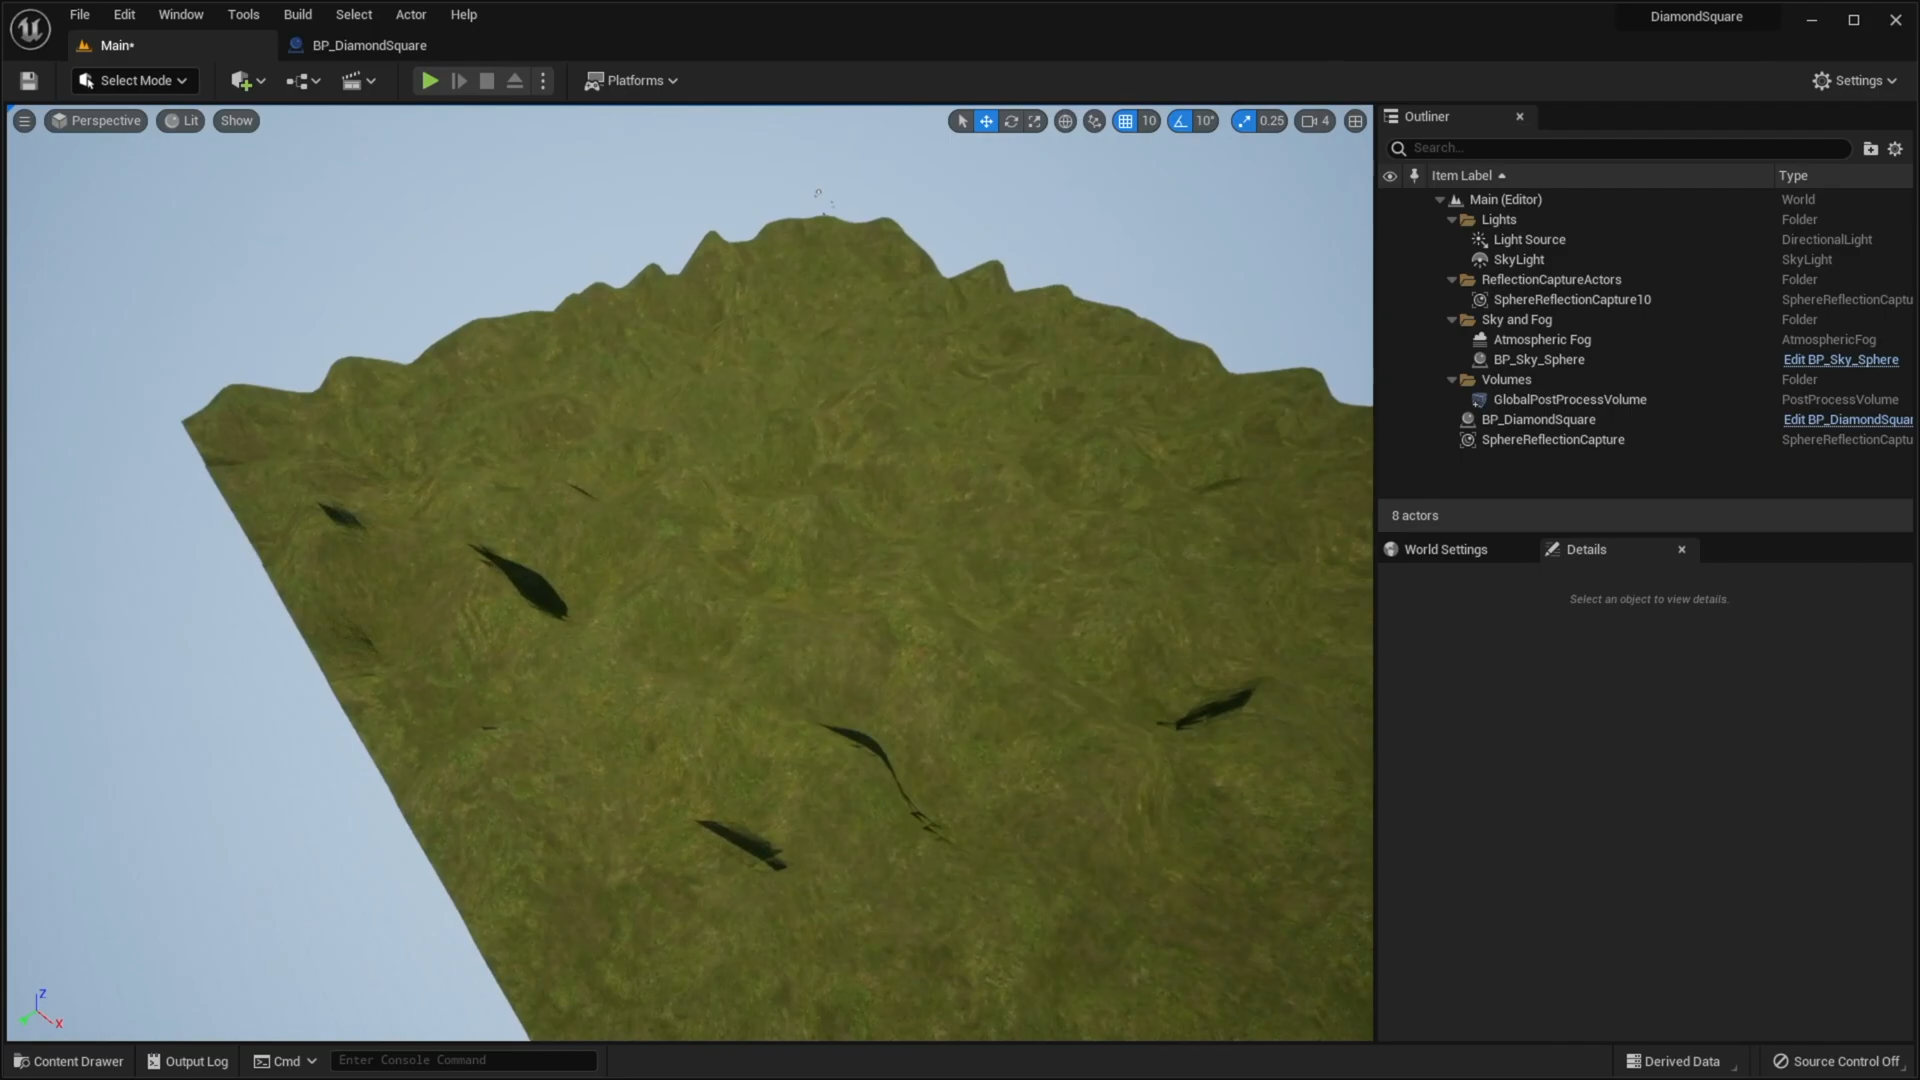 File Edit Window Tools Build Select Actor Help
DiamondSquare
Main*
BP_DiamondSquare
Select Mode
Platforms
Settings
Perspective
Lit
Show
10
10°
0.25
4
Outliner
Search...
Item Label
Type
Main (Editor)
World
Lights
Folder
Light Source
DirectionalLight
SkyLight
SkyLight
ReflectionCaptureActors
Folder
SphereReflectionCapture10
SphereReflectionCaptu
Sky and Fog
Folder
Atmospheric Fog
AtmosphericFog
BP_Sky_Sphere
Edit BP_Sky_Sphere
Volumes
Folder
GlobalPostProcessVolume
PostProcessVolume
BP_DiamondSquare
Edit BP_DiamondSquar
SphereReflectionCapture
SphereReflectionCaptu
8 actors
World Settings
Details
Select an object to view details.
Z
X
Content Drawer
Output Log
Cmd
Enter Console Command
Derived Data
Source Control Off